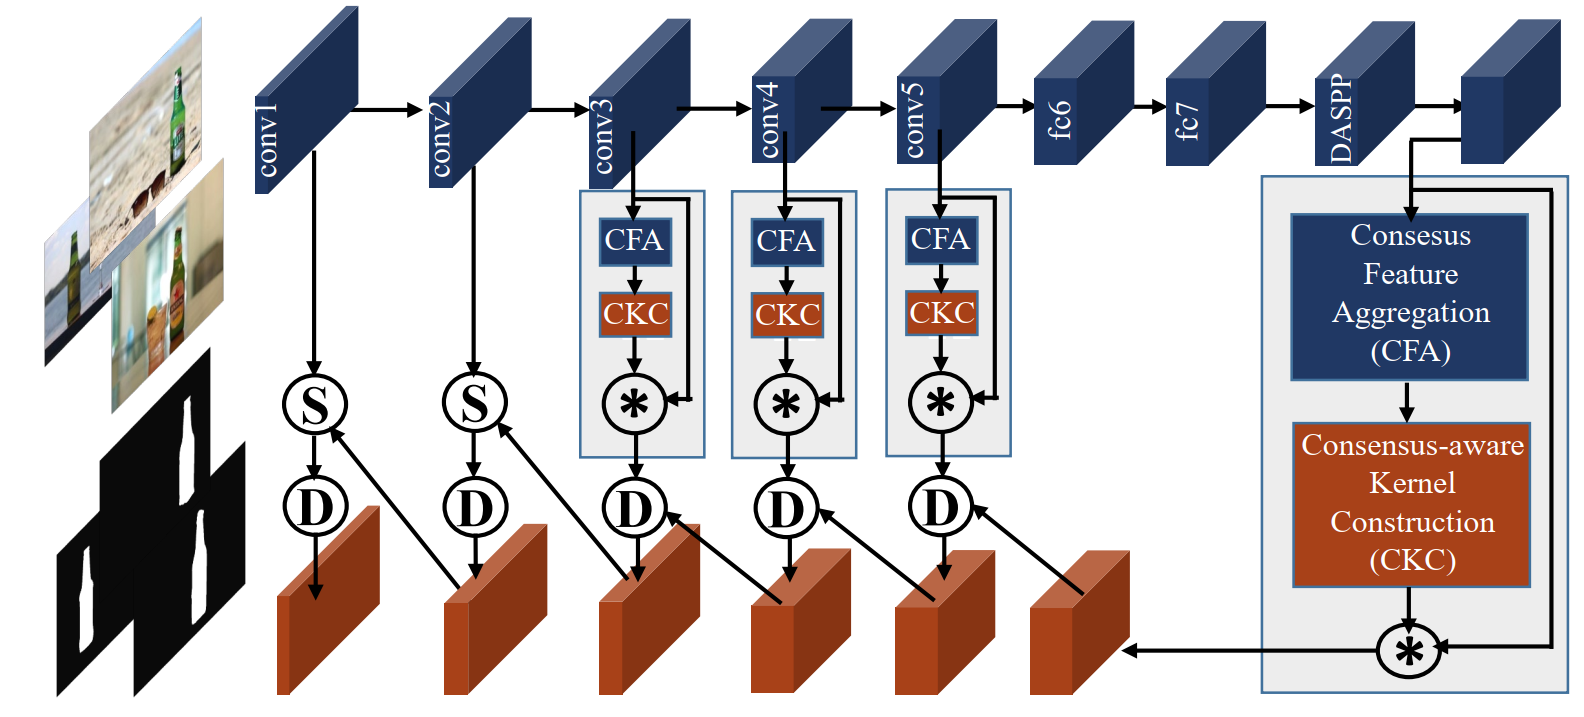 conv1
conv2
conv3
conv4
conv5
fc6
fc7
DASPP
CFA
CKC
*
CFA
CKC
*
CFA
CKC
*
Consesus
Feature
Aggregation
(CFA)
Consensus-aware
Kernel
Construction
(CKC)
*
S
S
D
D
D
D
D